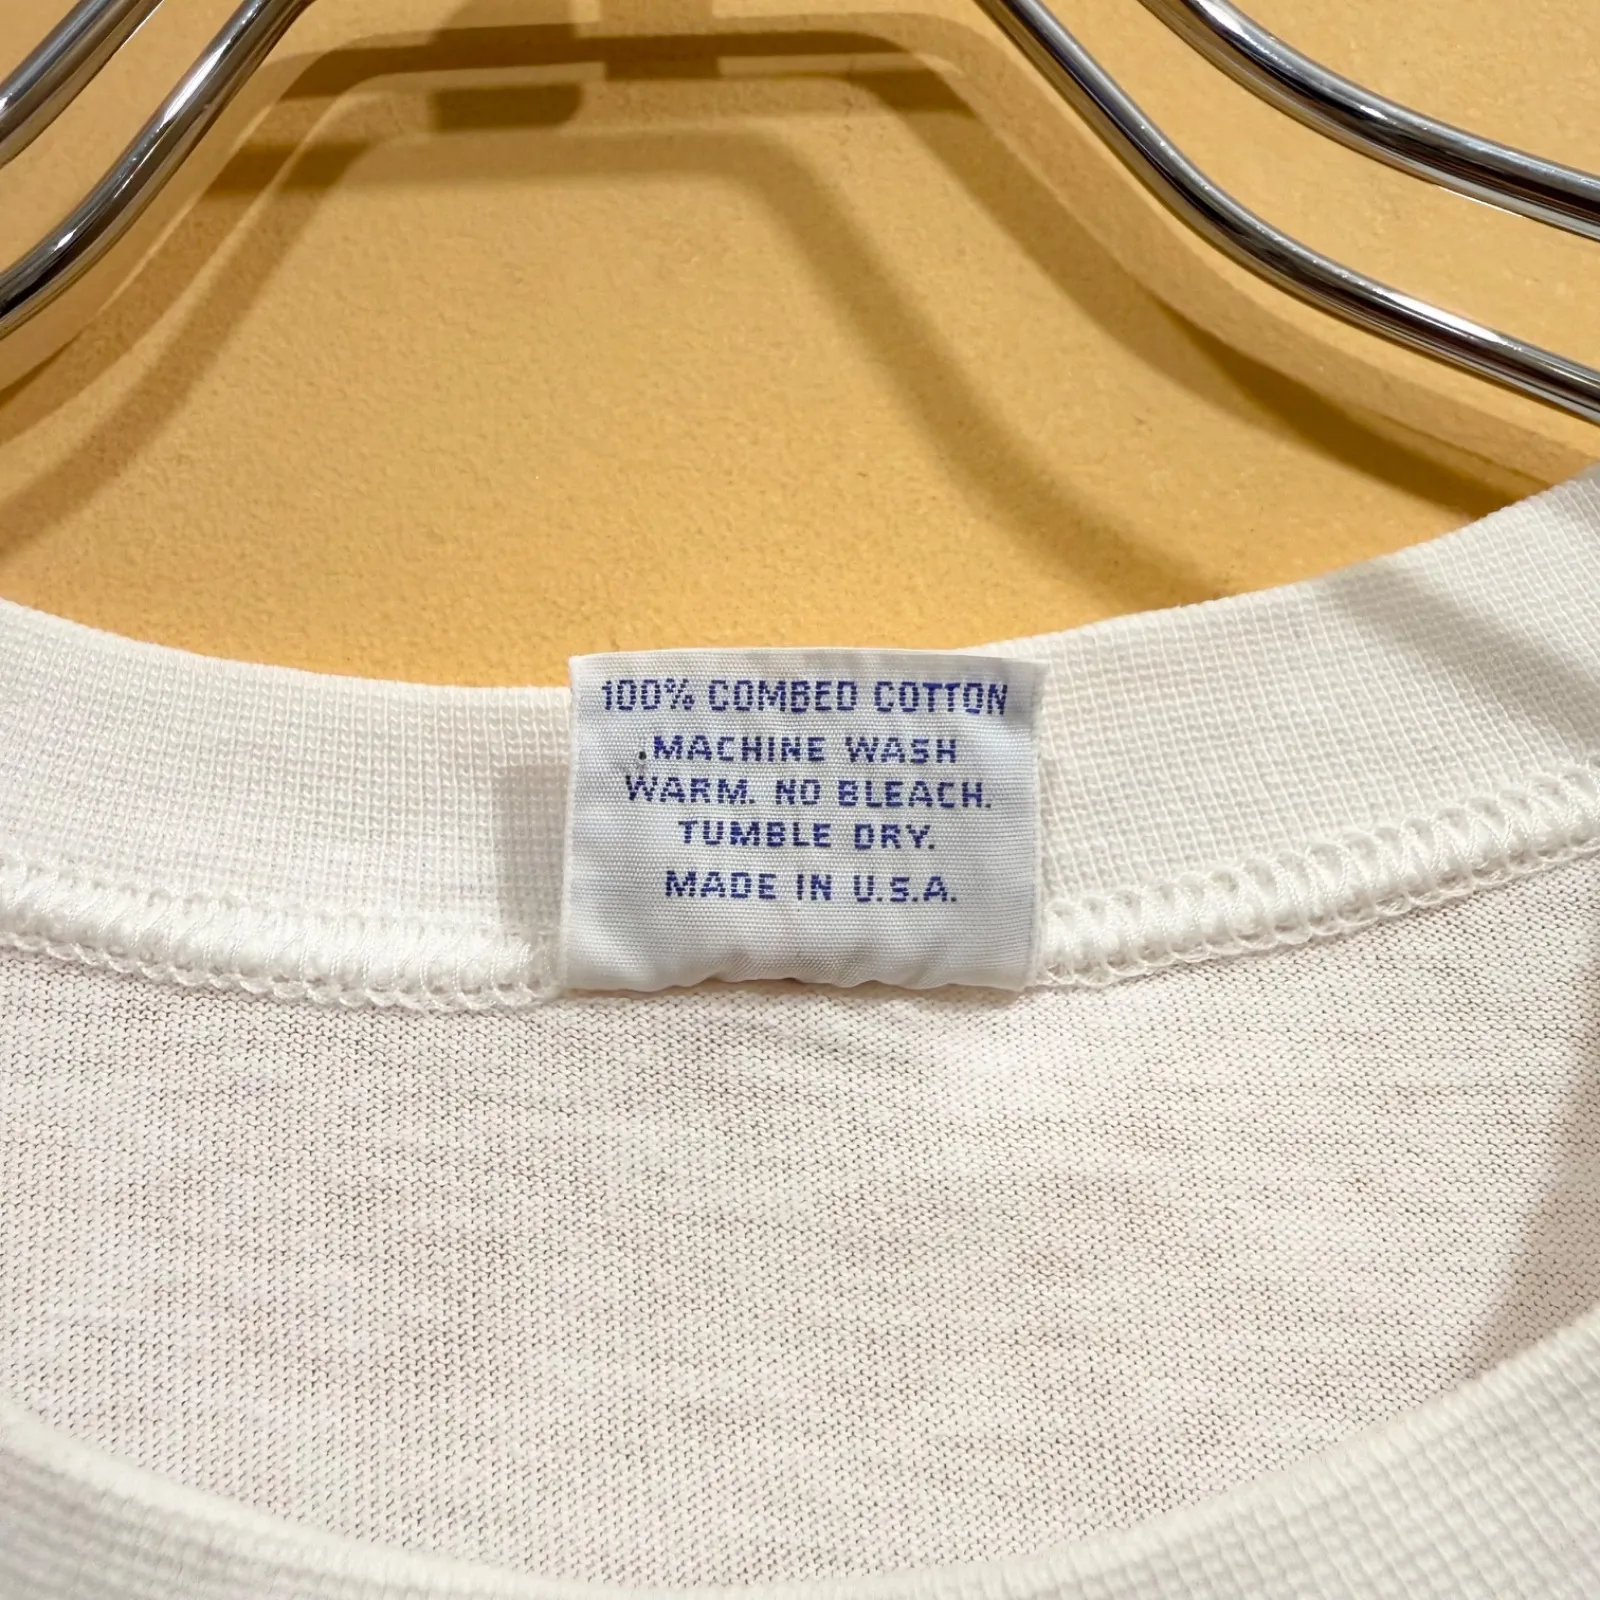 100% COMBED COTTON
.MACHINE WASH
WARM. NO BLEACH.
TUMBLE DRY.
MADE IN U.S.A.